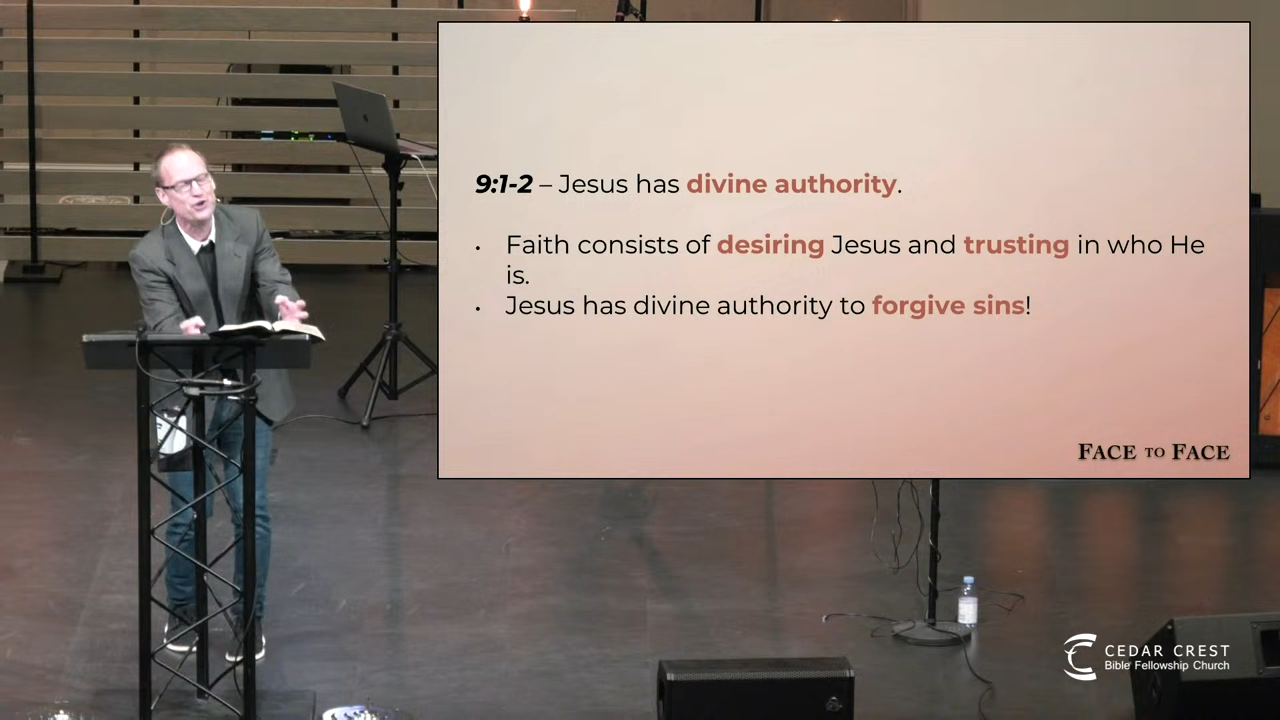 9:1-2 – Jesus has divine authority.
• Faith consists of desiring Jesus and trusting in who He
is.
• Jesus has divine authority to forgive sins!
FACE TO FACE
CEDAR CREST
Bible Fellowship Church